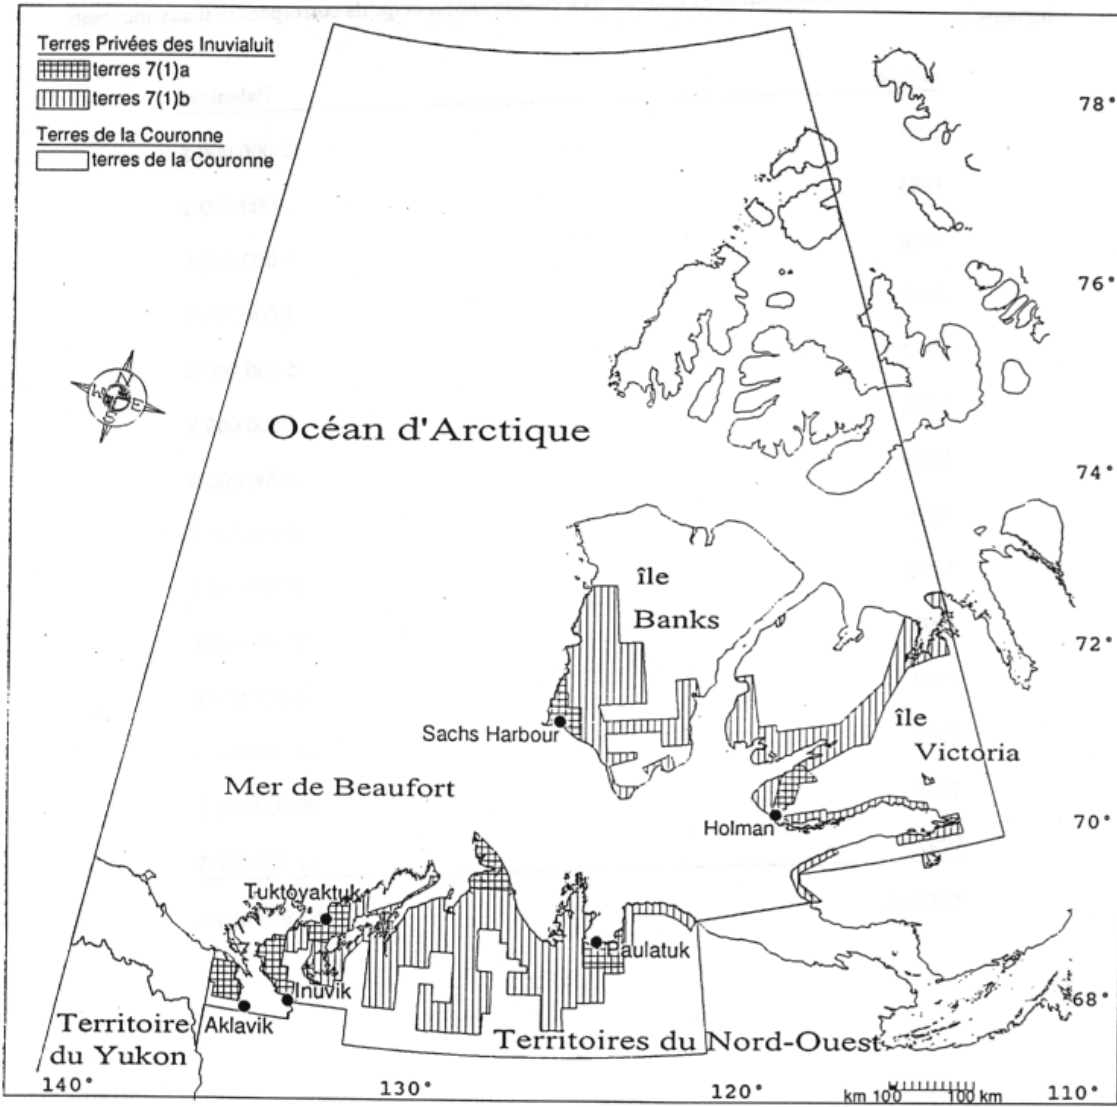 Terres Privées des Inuvialuit
terres 7(1)a
terres 7(1)b
Terres de la Couronne
terres de la Couronne
78°
76°
N
E
S
Océan d'Arctique
74°
île
Banks
72°
Sachs Harbour
île
Victoria
Mer de Beaufort
Holman
70°
Tuktoyaktuk
Paulatuk
Inuvik
68°
Aklavik
Territoire
du Yukon
Territoires du Nord-Ouest
140°
130°
120°
km 100
100 km
110°